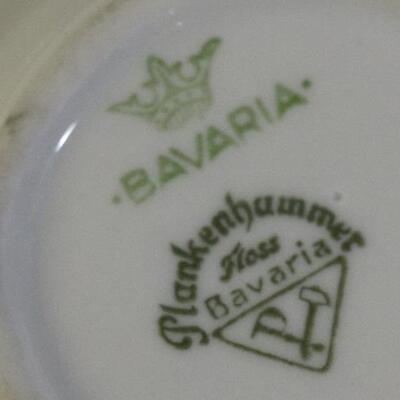 · BAVARIA ·
Plankenhammer
Floss
Bavaria
P